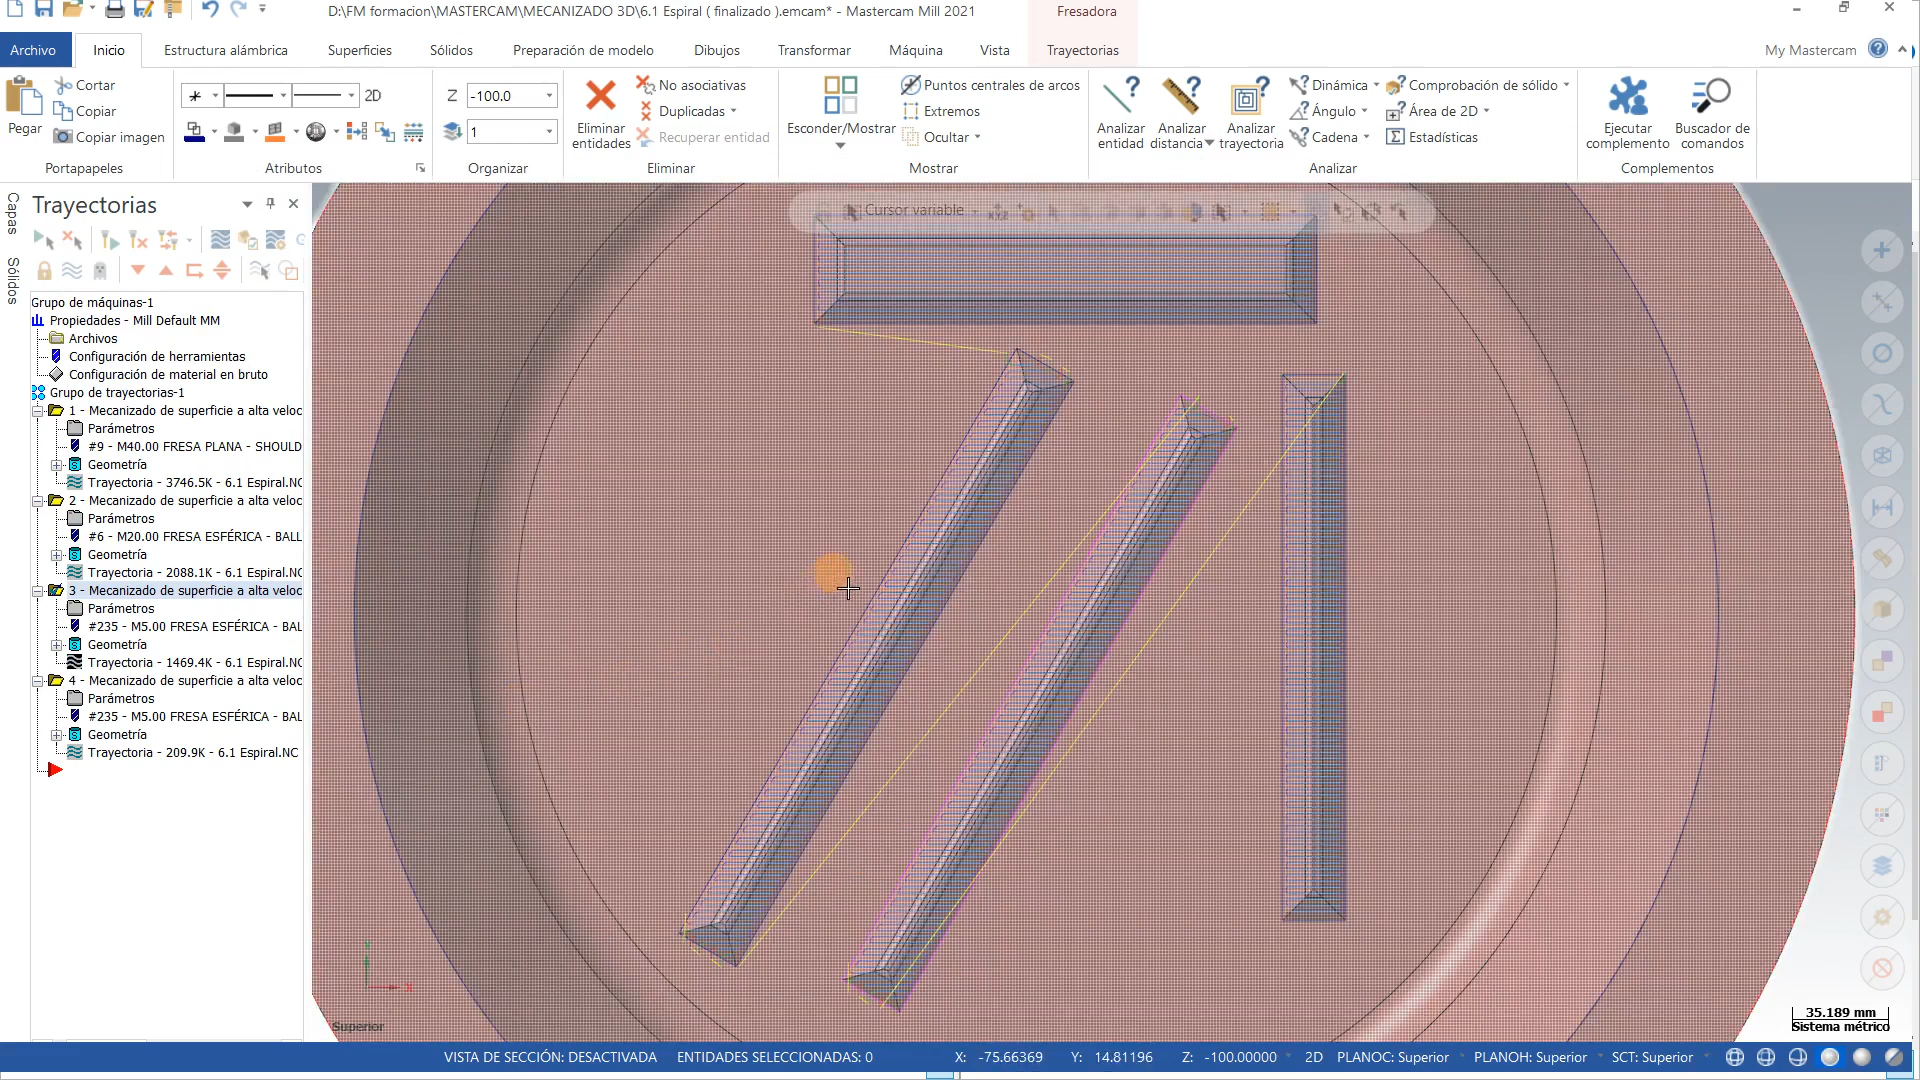 D:\FM formacion\MASTERCAM\MECANIZADO 3D\6.1 Espiral ( finalizado ).emcam* - Mastercam Mill 2021
Fresadora
Archivo
Inicio
Estructura alámbrica
Superficies
Sólidos
Preparación de modelo
Dibujos
Transformar
Máquina
Vista
Trayectorias
My Mastercam
Pegar
Cortar
Copiar
Copiar imagen
Portapapeles
2D
Atributos
Z
-100.0
1
Organizar
Eliminar entidades
No asociativas
Duplicadas
Recuperar entidad
Eliminar
Esconder/Mostrar
Puntos centrales de arcos
Extremos
Ocultar
Mostrar
Analizar entidad
Analizar distancia
Analizar trayectoria
Dinámica
Ángulo
Cadena
Comprobación de sólido
Área de 2D
Estadísticas
Analizar
Ejecutar complemento
Buscador de comandos
Complementos
Capas
Sólidos
Trayectorias
Cursor variable
Grupo de máquinas-1
Propiedades - Mill Default MM
Archivos
Configuración de herramientas
Configuración de material en bruto
Grupo de trayectorias-1
1 - Mecanizado de superficie a alta veloc
Parámetros
#9 - M40.00 FRESA PLANA - SHOULD
Geometría
Trayectoria - 3746.5K - 6.1 Espiral.NC
2 - Mecanizado de superficie a alta veloc
Parámetros
#6 - M20.00 FRESA ESFÉRICA - BALL
Geometría
Trayectoria - 2088.1K - 6.1 Espiral.NC
3 - Mecanizado de superficie a alta veloc
Parámetros
#235 - M5.00 FRESA ESFÉRICA - BAL
Geometría
Trayectoria - 1469.4K - 6.1 Espiral.NC
4 - Mecanizado de superficie a alta veloc
Parámetros
#235 - M5.00 FRESA ESFÉRICA - BAL
Geometría
Trayectoria - 209.9K - 6.1 Espiral.NC
Y
X
Superior
35.189 mm
Sistema métrico
VISTA DE SECCIÓN: DESACTIVADA
ENTIDADES SELECCIONADAS: 0
X: -75.66369
Y: 14.81196
Z: -100.00000
2D
PLANOC: Superior
PLANOH: Superior
SCT: Superior